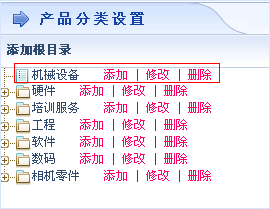 产品分类设置
添加根目录
机械设备 添加 | 修改 | 删除
硬件 添加 | 修改 | 删除
培训服务 添加 | 修改 | 删除
工程 添加 | 修改 | 删除
软件 添加 | 修改 | 删除
数码 添加 | 修改 | 删除
相机零件 添加 | 修改 | 删除